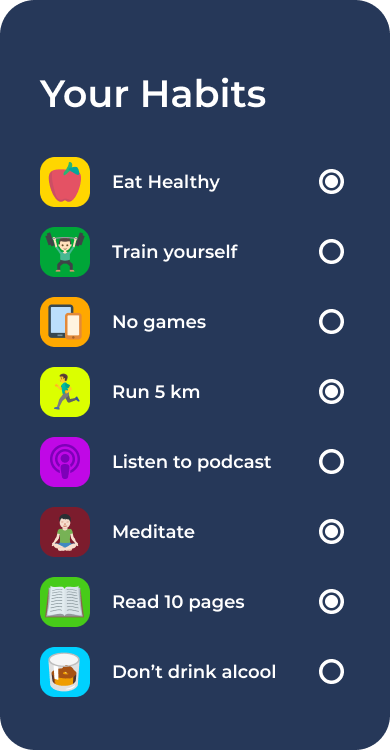 Your Habits
Eat Healthy
Train yourself
No games
Run 5 km
Listen to podcast
Meditate
Read 10 pages
Don’t drink alcool